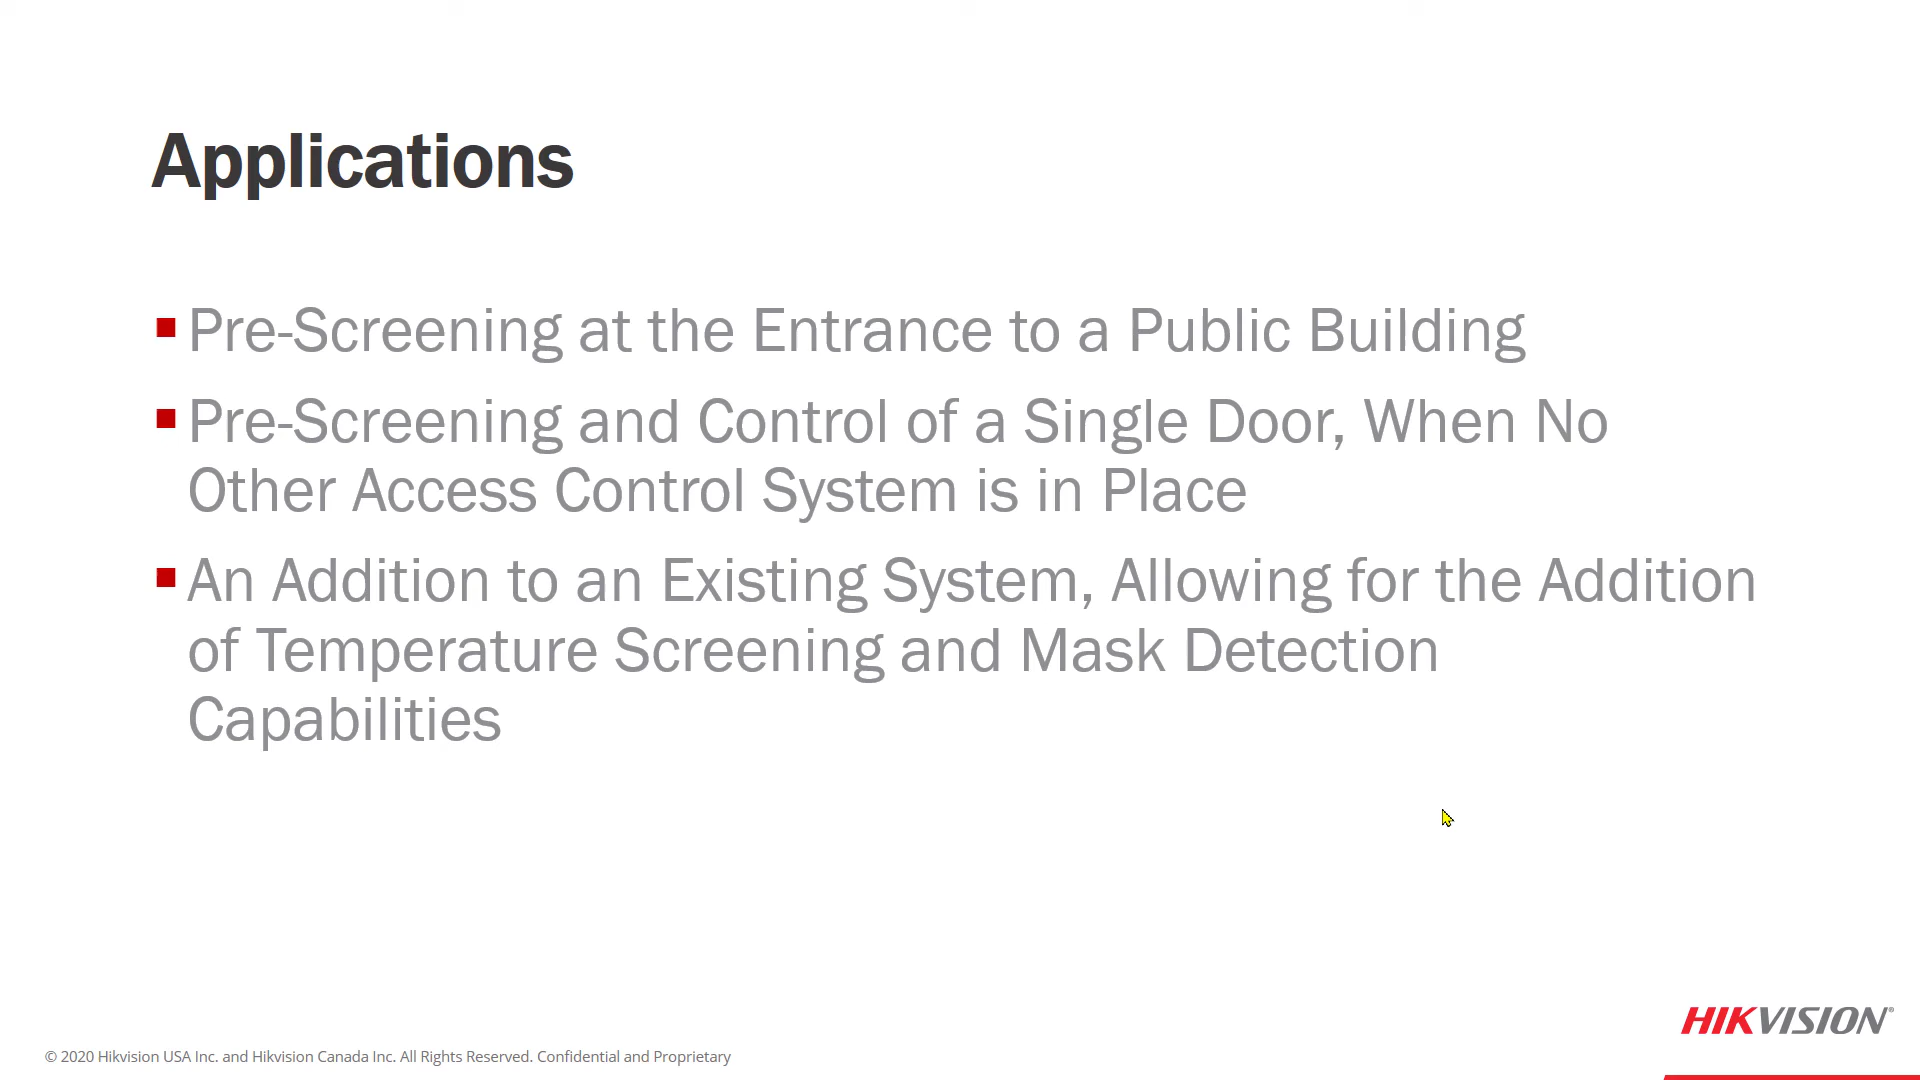 Applications
Pre-Screening at the Entrance to a Public Building
Pre-Screening and Control of a Single Door, When No
Other Access Control System is in Place
An Addition to an Existing System, Allowing for the Addition
of Temperature Screening and Mask Detection
Capabilities
HIKVISION®
© 2020 Hikvision USA Inc. and Hikvision Canada Inc. All Rights Reserved. Confidential and Proprietary